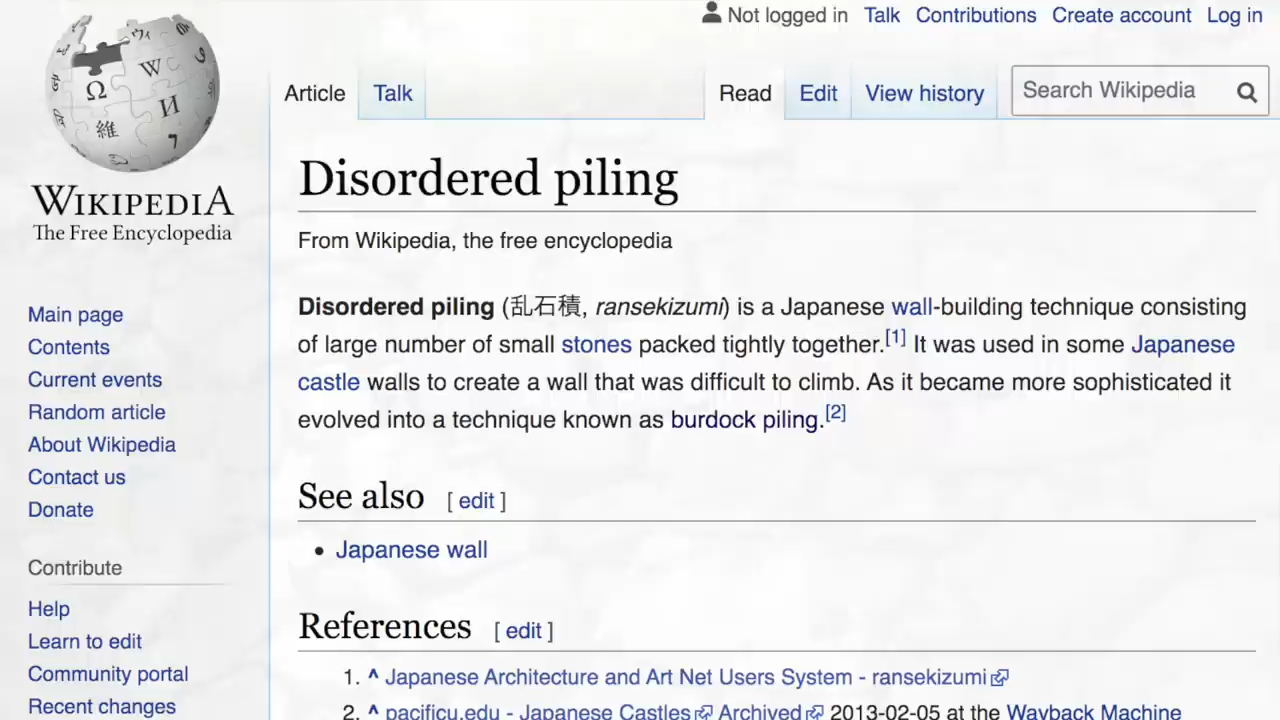 Not logged in Talk Contributions Create account Log in
Article Talk Read Edit View history Search Wikipedia
Ω W И 維 ウィ 7
WIKIPEDIA
The Free Encyclopedia
Main page
Contents
Current events
Random article
About Wikipedia
Contact us
Donate
Contribute
Help
Learn to edit
Community portal
Recent changes
Disordered piling
From Wikipedia, the free encyclopedia
Disordered piling (乱石積, ransekizumi) is a Japanese wall-building technique consisting
of large number of small stones packed tightly together.[1] It was used in some Japanese
castle walls to create a wall that was difficult to climb. As it became more sophisticated it
evolved into a technique known as burdock piling.[2]
See also [ edit ]
• Japanese wall
References [ edit ]
1. ^ Japanese Architecture and Art Net Users System - ransekizumi
2. ^ pacificu.edu - Japanese Castles Archived 2013-02-05 at the Wayback Machine